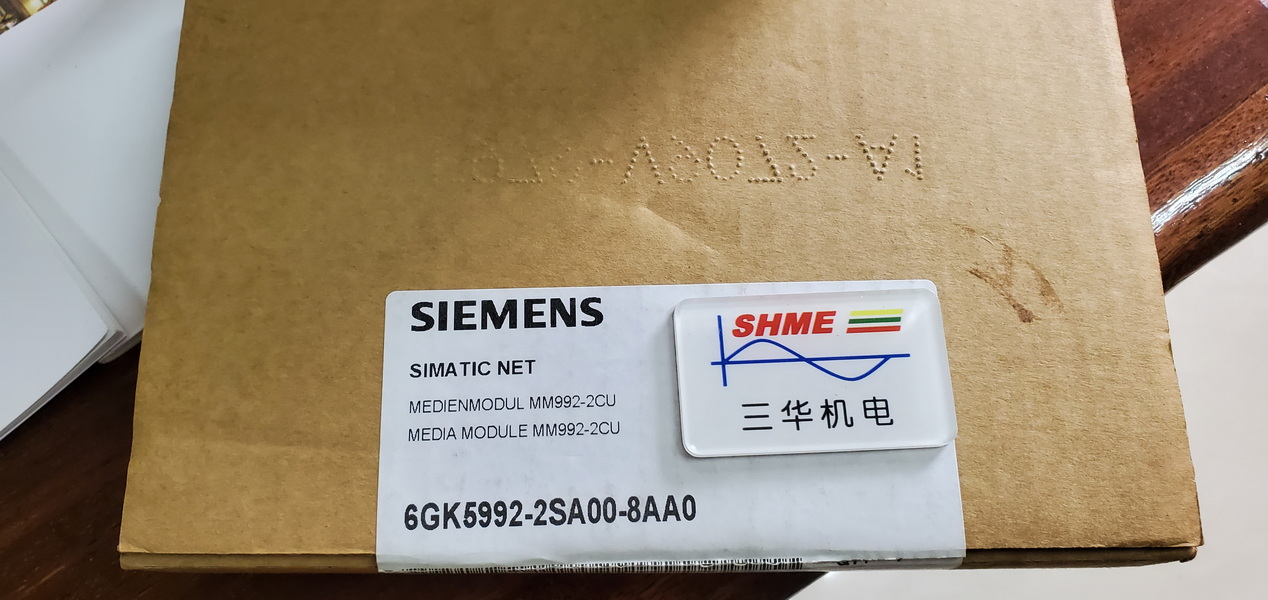 SIEMENS
SIMATIC NET
MEDIENMODUL MM992-2CU
MEDIA MODULE MM992-2CU
6GK5992-2SA00-8AA0
SHME
三华机电